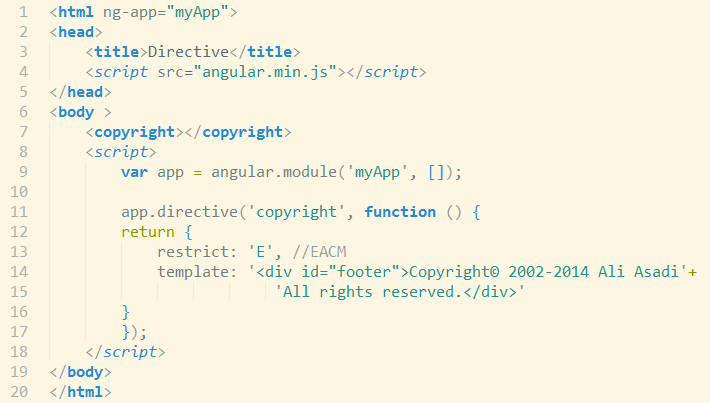 1 <html ng-app="myApp">
2 <head>
3     <title>Directive</title>
4     <script src="angular.min.js"></script>
5 </head>
6 <body >
7     <copyright></copyright>
8     <script>
9         var app = angular.module('myApp', []);
10
11         app.directive('copyright', function () {
12         return {
13             restrict: 'E', //EACM
14             template: '<div id="footer">Copyright© 2002-2014 Ali Asadi'+
15                          'All rights reserved.</div>'
16         }
17         });
18     </script>
19 </body>
20 </html>